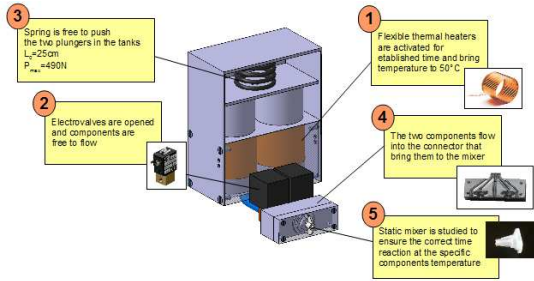 3
Spring is free to push
the two plungers in the tanks
L0=25cm
Pmax=490N
1
Flexible thermal heaters
are activated for
etablished time and bring
temperature to 50°C
2
Electrovalves are opened
and components are
free to flow
4
The two components flow
into the connector that
bring them to the mixer
5
Static mixer is studied to
ensure the correct time
reaction at the specific
components temperature